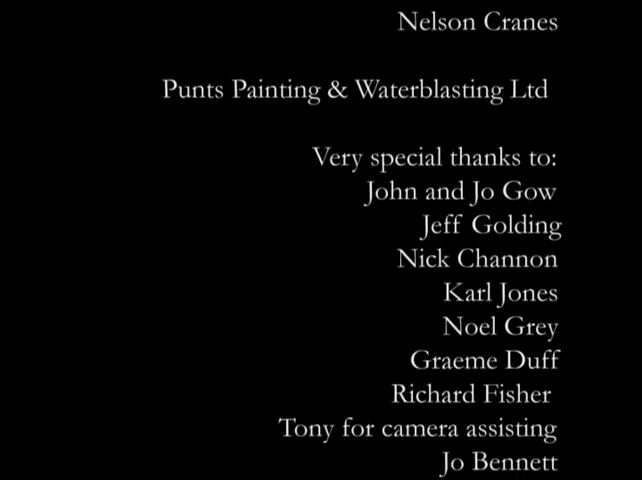 Nelson Cranes
Punts Painting & Waterblasting Ltd
Very special thanks to:
John and Jo Gow
Jeff Golding
Nick Channon
Karl Jones
Noel Grey
Graeme Duff
Richard Fisher
Tony for camera assisting
Jo Bennett